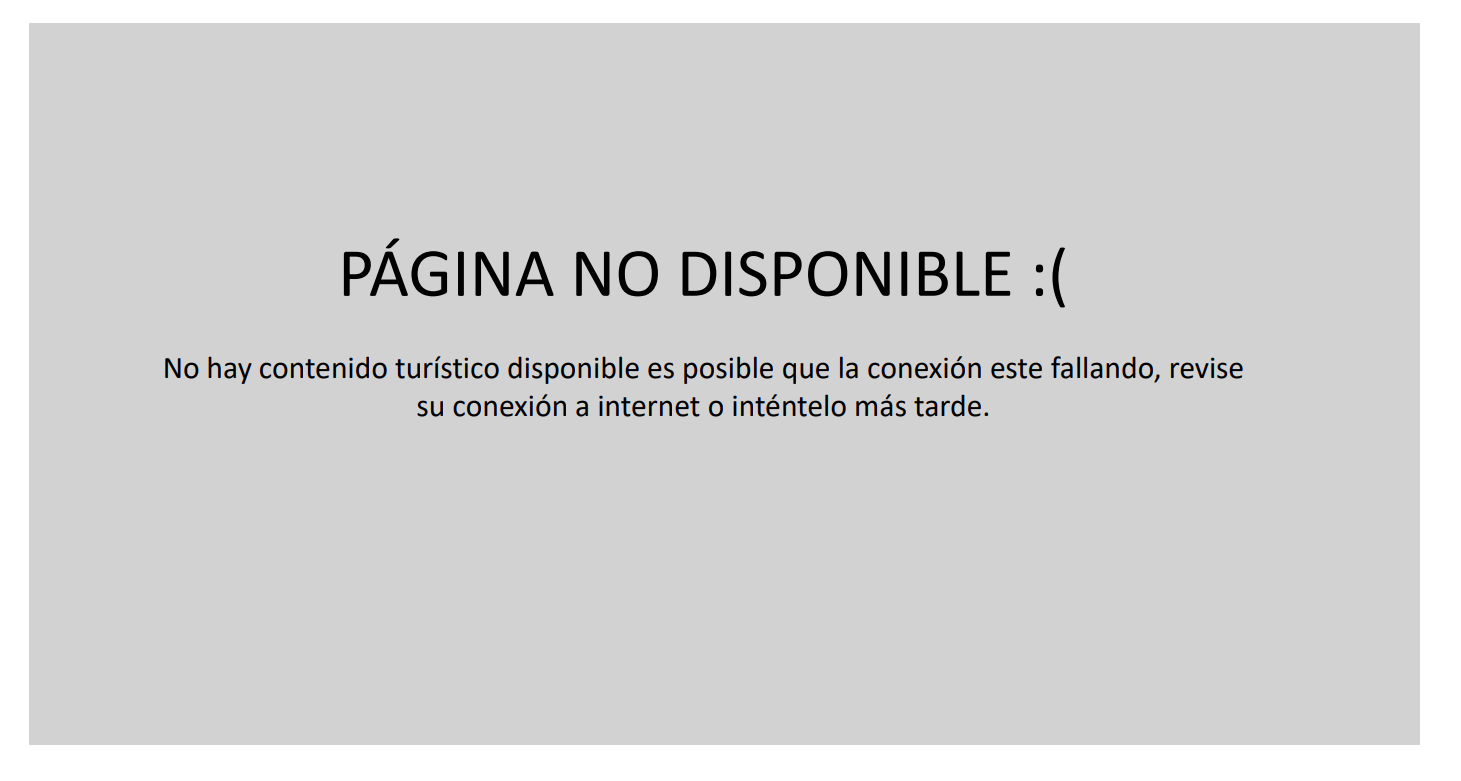 PÁGINA NO DISPONIBLE :(
No hay contenido turístico disponible es posible que la conexión este fallando, revise
su conexión a internet o inténtelo más tarde.